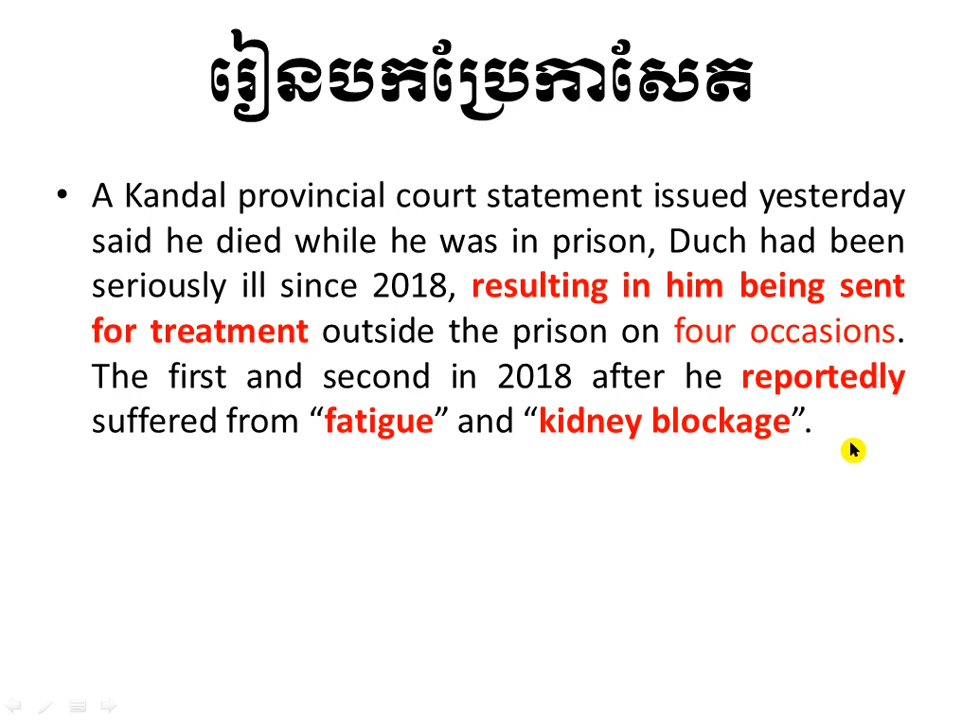 រៀនបកប្រែកាសែត
• A Kandal provincial court statement issued yesterday
said he died while he was in prison, Duch had been
seriously ill since 2018, resulting in him being sent
for treatment outside the prison on four occasions.
The first and second in 2018 after he reportedly
suffered from “fatigue” and “kidney blockage”.